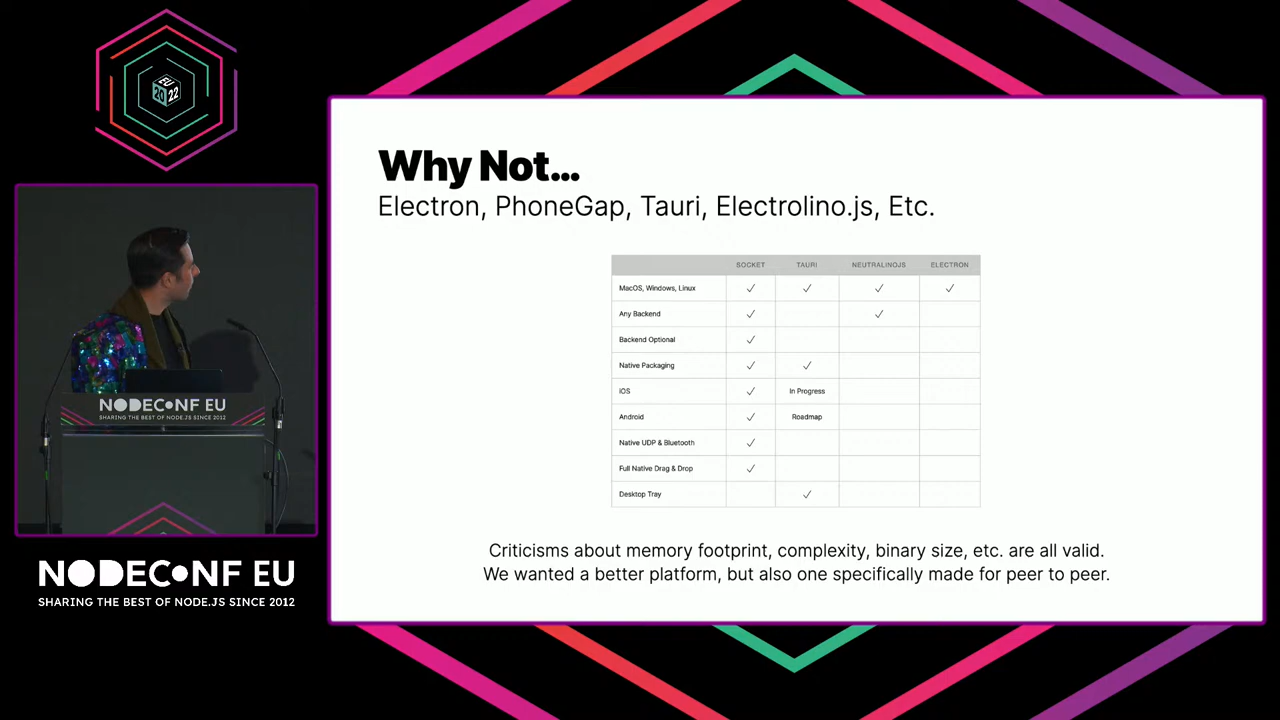 EU
20
22
Why Not...
Electron, PhoneGap, Tauri, Electrolino.js, Etc.
SOCKET TAURI NEUTRALINOJS ELECTRON
MacOS, Windows, Linux ✓ ✓ ✓ ✓
Any Backend ✓ ✓
Backend Optional ✓
Native Packaging ✓ ✓
iOS ✓ In Progress
Android ✓ Roadmap
Native UDP & Bluetooth ✓
Full Native Drag & Drop ✓
Desktop Tray ✓
Criticisms about memory footprint, complexity, binary size, etc. are all valid.
We wanted a better platform, but also one specifically made for peer to peer.
NODECONF EU
SHARING THE BEST OF NODE.JS SINCE 2012
NODECONF EU
SHARING THE BEST OF NODE.JS SINCE 2012